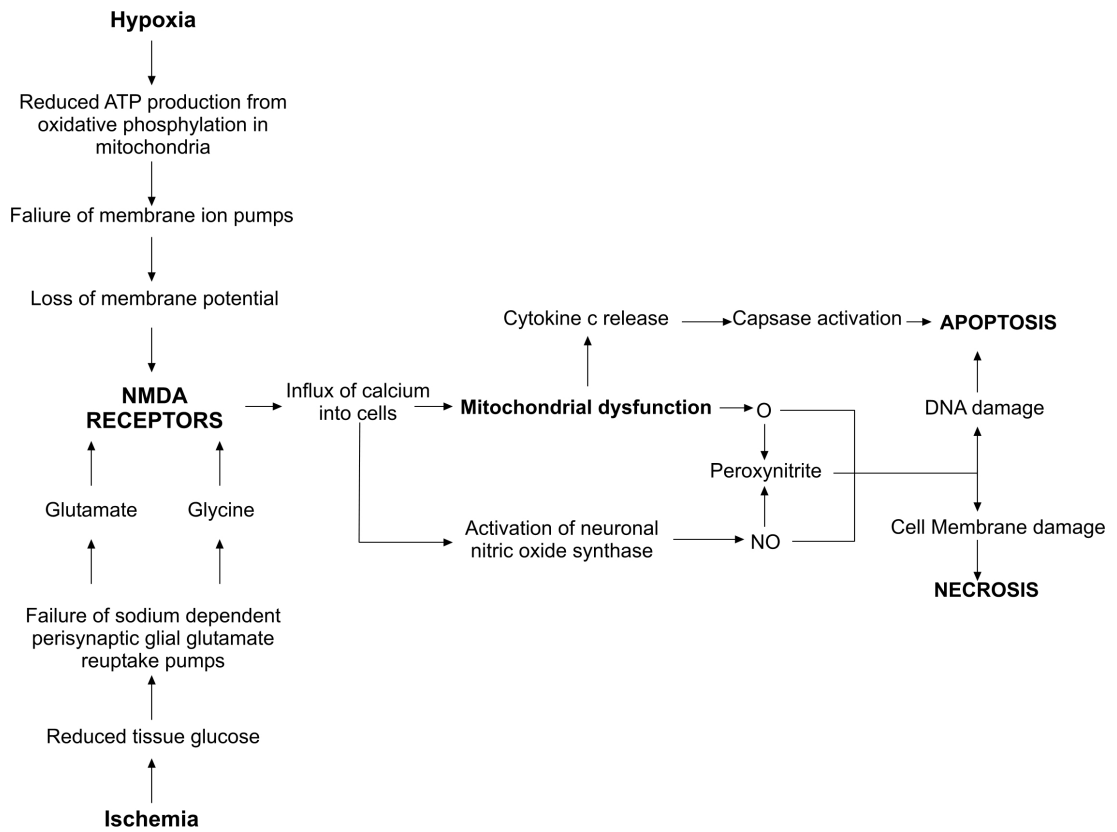 Hypoxia
Reduced ATP production from
oxidative phosphylation in
mitochondria
Faliure of membrane ion pumps
Loss of membrane potential
NMDA
RECEPTORS
Glutamate
Glycine
Failure of sodium dependent
perisynaptic glial glutamate
reuptake pumps
Reduced tissue glucose
Ischemia
Influx of calcium
into cells
Cytokine c release
Capsase activation
APOPTOSIS
Mitochondrial dysfunction
O
Peroxynitrite
Activation of neuronal
nitric oxide synthase
NO
DNA damage
Cell Membrane damage
NECROSIS